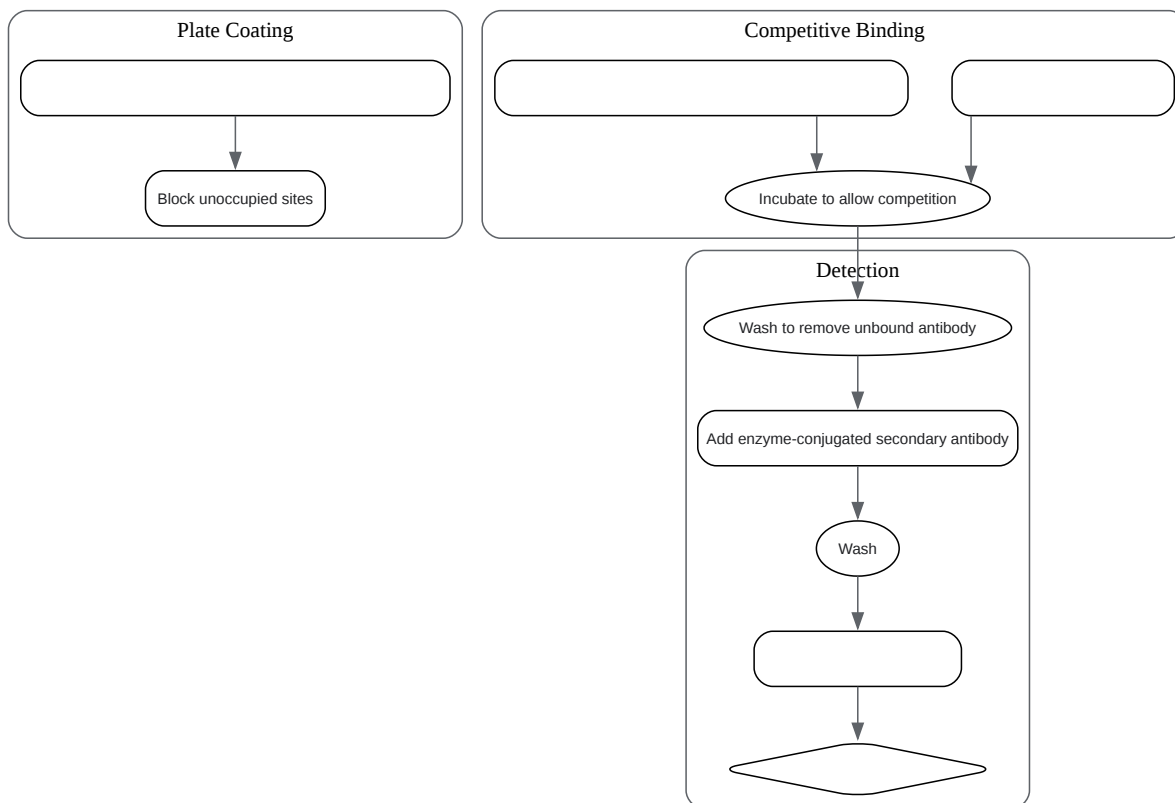 Plate Coating
Block unoccupied sites
Competitive Binding
Incubate to allow competition
Detection
Wash to remove unbound antibody
Add enzyme-conjugated secondary antibody
Wash